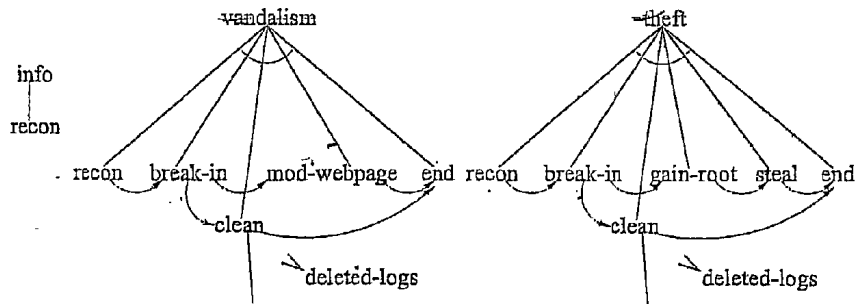 vandalism theft
info
recon
recon break-in mod-webpage end recon break-in gain-root steal end
clean clean
deleted-logs deleted-logs